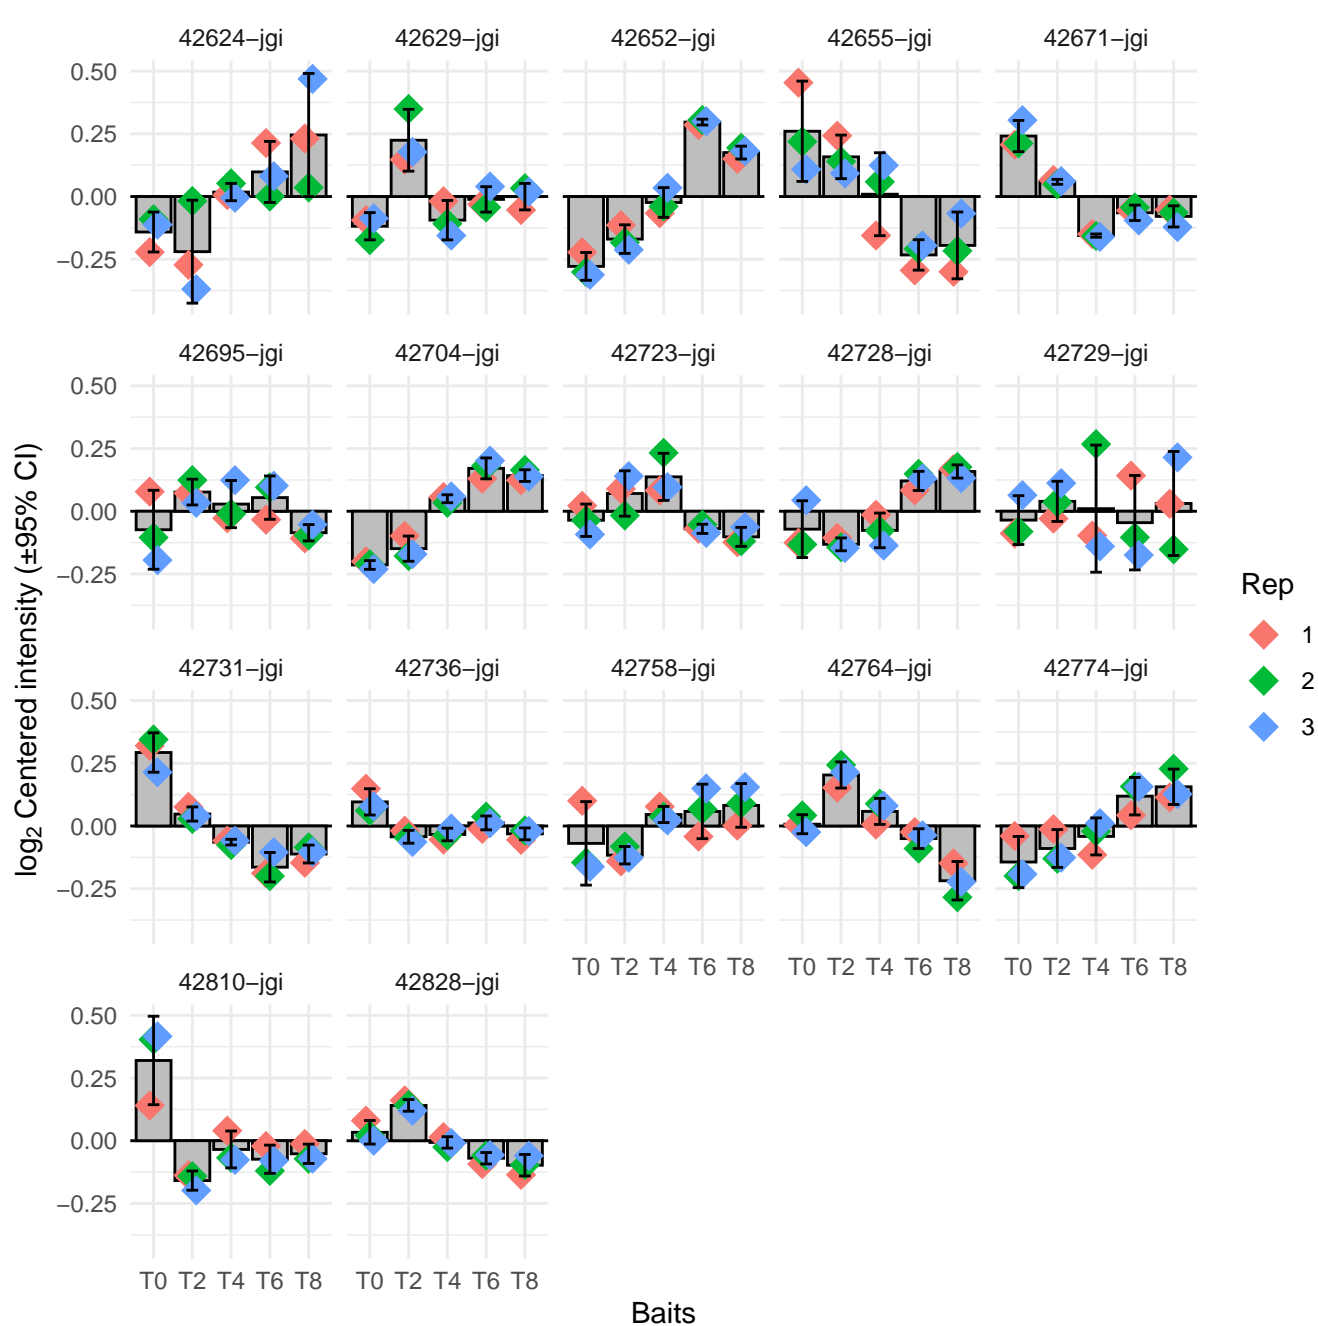 42624−jgi 42629−jgi 42652−jgi 42655−jgi 42671−jgi
0.50
0.25
0.00
−0.25
42695−jgi 42704−jgi 42723−jgi 42728−jgi 42729−jgi
0.50
0.25
0.00
−0.25
log2 Centered intensity (±95% CI)
Rep
1
2
3
42731−jgi 42736−jgi 42758−jgi 42764−jgi 42774−jgi
0.50
0.25
0.00
−0.25
T0 T2 T4 T6 T8 T0 T2 T4 T6 T8 T0 T2 T4 T6 T8
42810−jgi 42828−jgi
0.50
0.25
0.00
−0.25
T0 T2 T4 T6 T8 T0 T2 T4 T6 T8
Baits